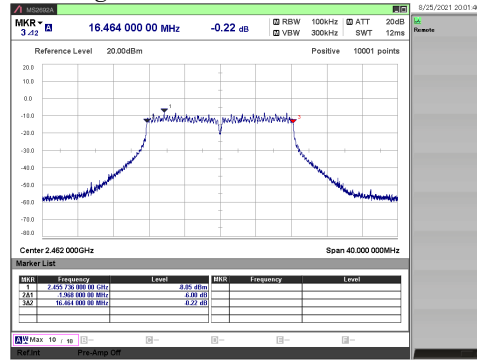 MS2692A
8/25/2021 20:01:4
MKR
3 Δ2 A 16.464 000 00 MHz -0.22 dB
M RBW 100kHz M ATT 20dB
M VBW 300kHz SWT 12ms
Remote
Reference Level 20.00dBm Positive 10001 points
20.0
10.0
0.0
-10.0
-20.0
-30.0
-40.0
-50.0
-60.0
-70.0
-80.0
1
3
Center 2.462 000GHz Span 40.000 000MHz
Marker List
MKR Frequency Level MKR Frequency Level
1 2.455 736 000 00 GHz -8.05 dBm
2Δ1 -1.968 000 00 MHz -6.00 dB
3Δ2 16.464 000 00 MHz -0.22 dB
A W Max 10 / 10
Ref.Int Pre-Amp Off